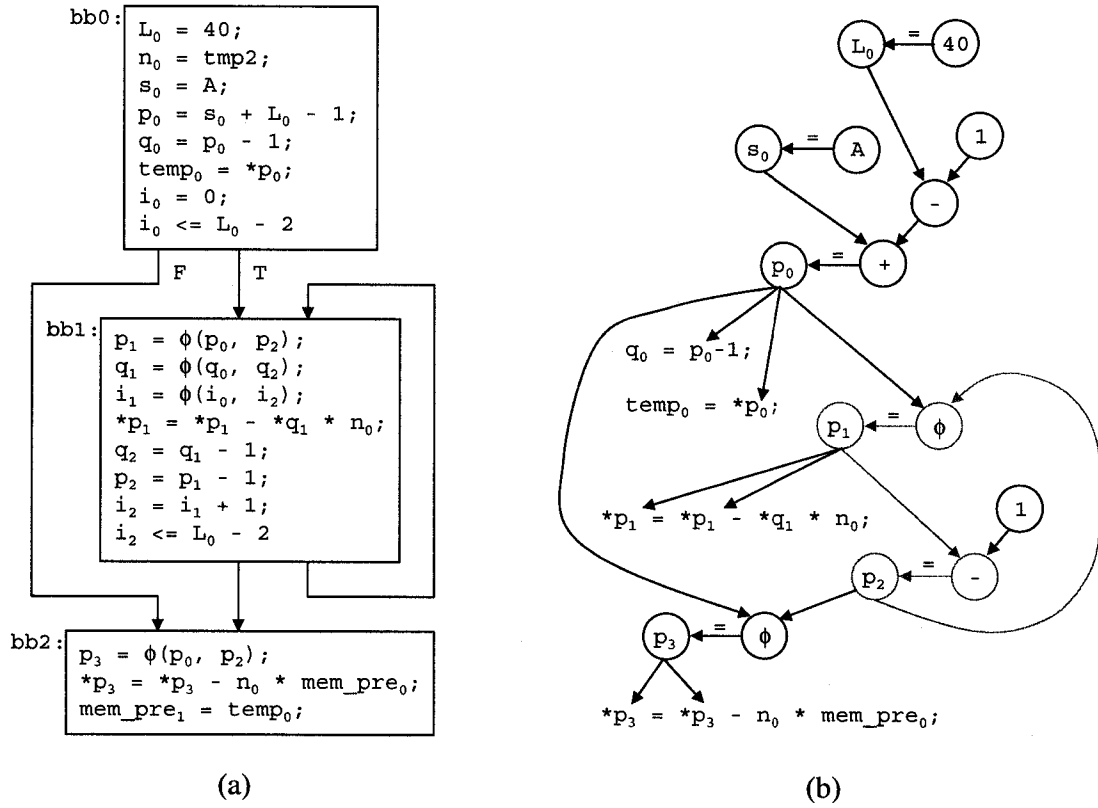 bb0:
L₀ = 40;
n₀ = tmp2;
s₀ = A;
p₀ = s₀ + L₀ - 1;
q₀ = p₀ - 1;
temp₀ = *p₀;
i₀ = 0;
i₀ <= L₀ - 2
F T
bb1:
p₁ = ϕ(p₀, p₂);
q₁ = ϕ(q₀, q₂);
i₁ = ϕ(i₀, i₂);
*p₁ = *p₁ - *q₁ * n₀;
q₂ = q₁ - 1;
p₂ = p₁ - 1;
i₂ = i₁ + 1;
i₂ <= L₀ - 2
bb2:
p₃ = ϕ(p₀, p₂);
*p₃ = *p₃ - n₀ * mem_pre₀;
mem_pre₁ = temp₀;
(a)
L₀ = 40
s₀ = A
1
-
p₀ = +
q₀ = p₀-1;
temp₀ = *p₀;
p₁ = ϕ
*p₁ = *p₁ - *q₁ * n₀;
1
p₂ = -
p₃ = ϕ
*p₃ = *p₃ - n₀ * mem_pre₀;
(b)